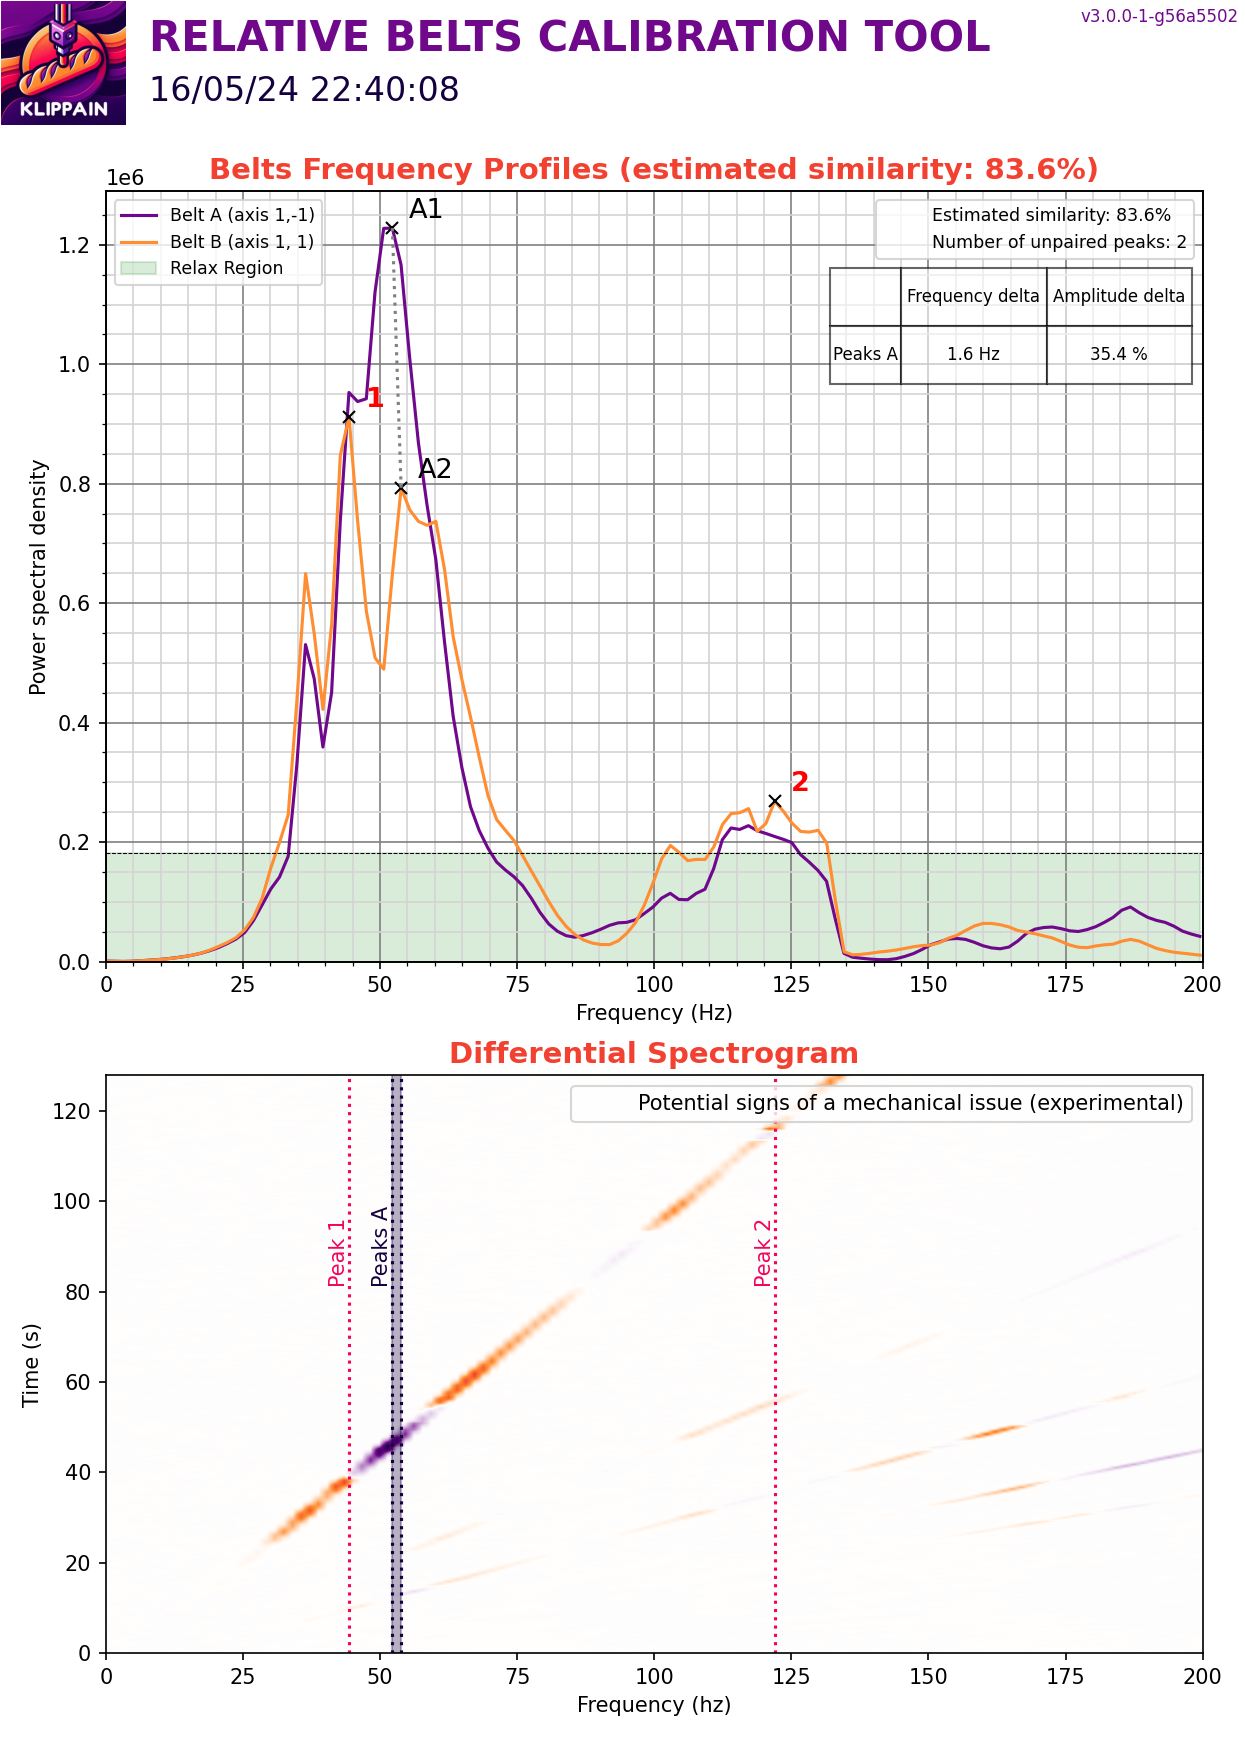 KLIPPAIN
RELATIVE BELTS CALIBRATION TOOL
v3.0.0-1-g56a5502
16/05/24 22:40:08
Belts Frequency Profiles (estimated similarity: 83.6%)
1e6
Belt A (axis 1,-1)
Belt B (axis 1, 1)
Relax Region
A1
Estimated similarity: 83.6%
Number of unpaired peaks: 2
Frequency delta Amplitude delta
Peaks A 1.6 Hz 35.4 %
1
A2
2
1.2
1.0
0.8
0.6
0.4
0.2
0.0
Power spectral density
0 25 50 75 100 125 150 175 200
Frequency (Hz)
Differential Spectrogram
Potential signs of a mechanical issue (experimental)
Peak 1
Peaks A
Peak 2
120
100
80
60
40
20
0
Time (s)
0 25 50 75 100 125 150 175 200
Frequency (hz)